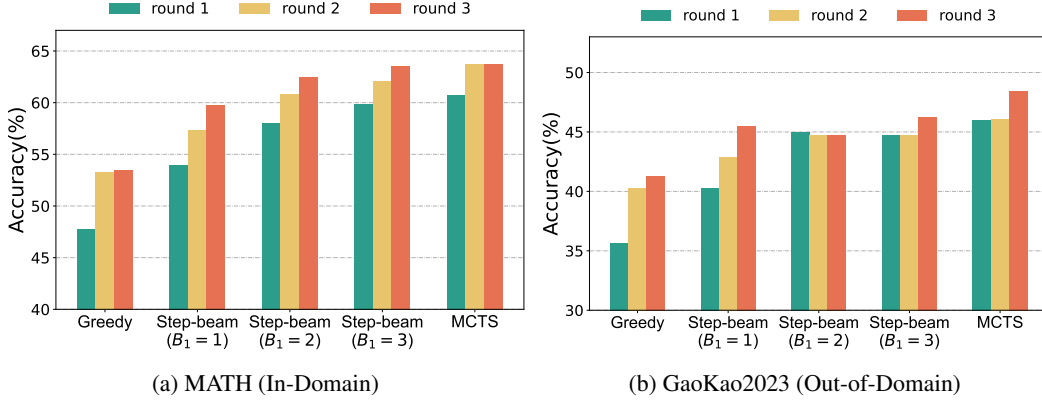 round 1 round 2 round 3
Accuracy(%)
65
60
55
50
45
40
Greedy Step-beam Step-beam Step-beam MCTS
(B₁ = 1) (B₁ = 2) (B₁ = 3)
(a) MATH (In-Domain)
round 1 round 2 round 3
Accuracy(%)
50
45
40
35
30
Greedy Step-beam Step-beam Step-beam MCTS
(B₁ = 1) (B₁ = 2) (B₁ = 3)
(b) GaoKao2023 (Out-of-Domain)